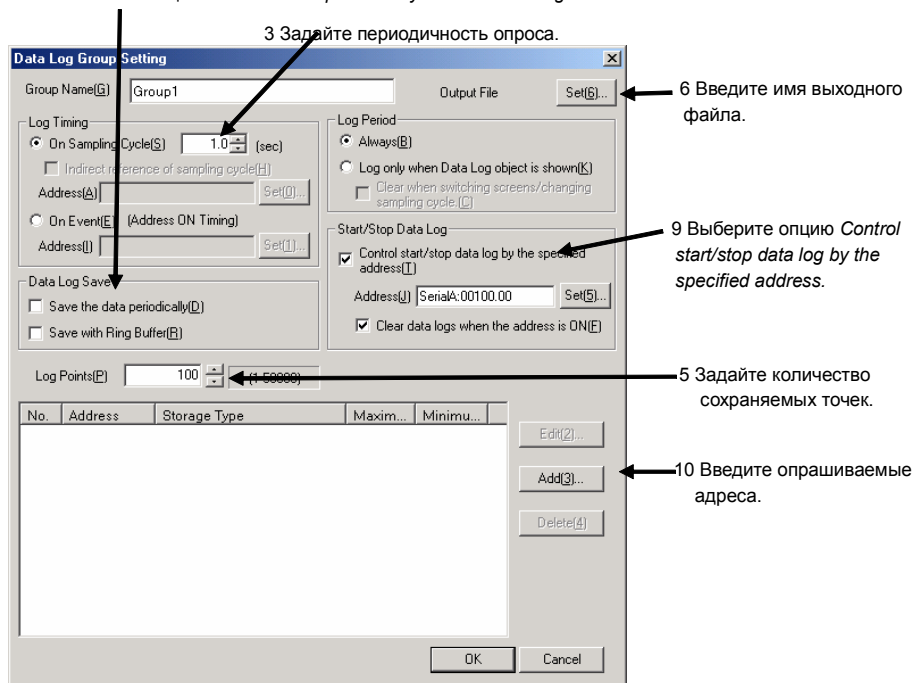 3 Задайте периодичность опроса.
Data Log Group Setting
Group Name(G) Group1 Output File Set(6)...
6 Введите имя выходного
файла.
Log Timing
On Sampling Cycle(S) 1.0 (sec)
Indirect reference of sampling cycle(H)
Address(A) Set(0)...
On Event(E) (Address ON Timing)
Address(I) Set(1)...
Log Period
Always(B)
Log only when Data Log object is shown(K)
Clear when switching screens/changing
sampling cycle.(C)
Start/Stop Data Log
Control start/stop data log by the specified
address(T)
Address(J) SerialA:00100.00 Set(5)...
Clear data logs when the address is ON(F)
9 Выберите опцию Control
start/stop data log by the
specified address.
Data Log Save
Save the data periodically(D)
Save with Ring Buffer(R)
Log Points(P) 100 (1-50000)
5 Задайте количество
сохраняемых точек.
No. Address Storage Type Maxim... Minimu...
Edit(2)...
Add(3)...
Delete(4)
10 Введите опрашиваемые
адреса.
OK Cancel